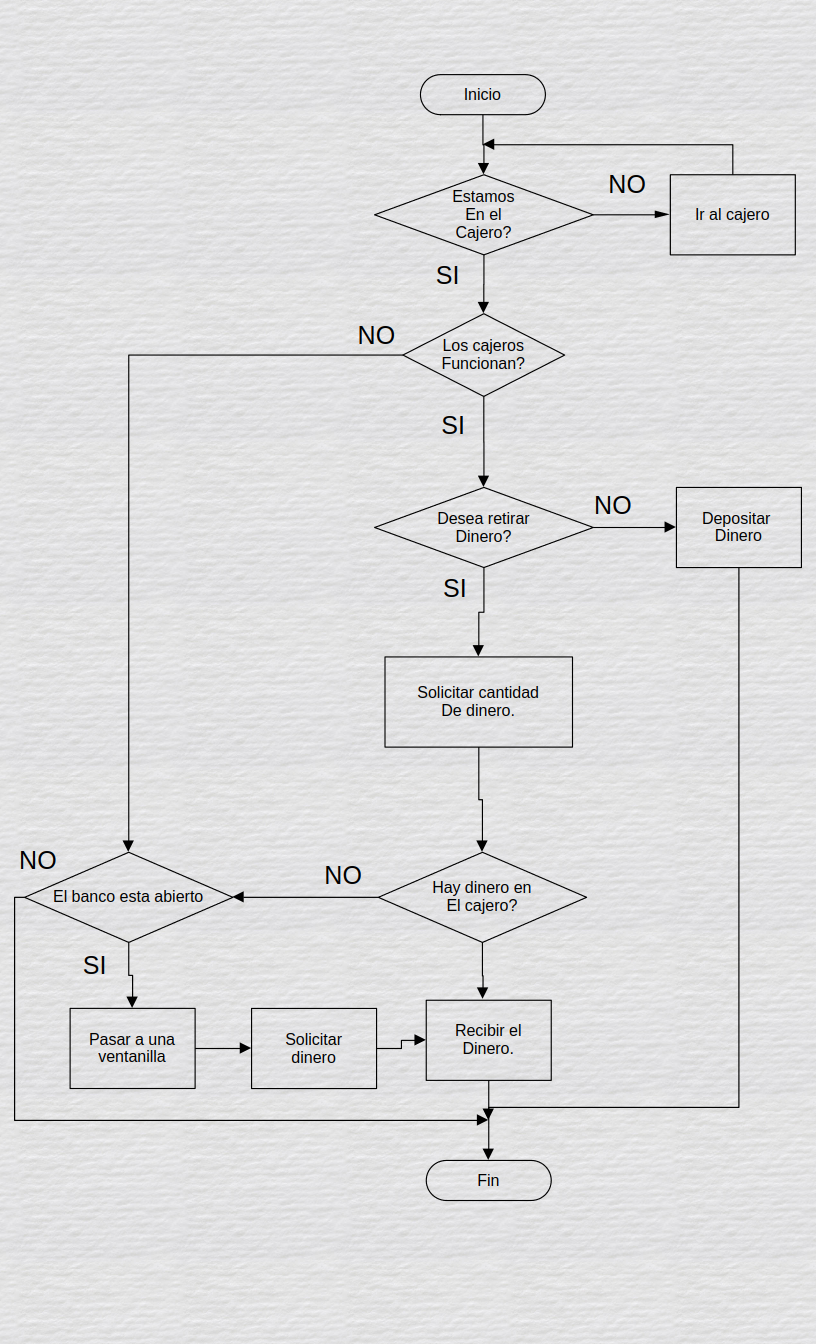 Inicio
Estamos
En el
Cajero?
NO
Ir al cajero
SI
Los cajeros
Funcionan?
NO
SI
Desea retirar
Dinero?
NO
Depositar
Dinero
SI
Solicitar cantidad
De dinero.
NO
El banco esta abierto
NO
Hay dinero en
El cajero?
SI
Pasar a una
ventanilla
Solicitar
dinero
Recibir el
Dinero.
Fin